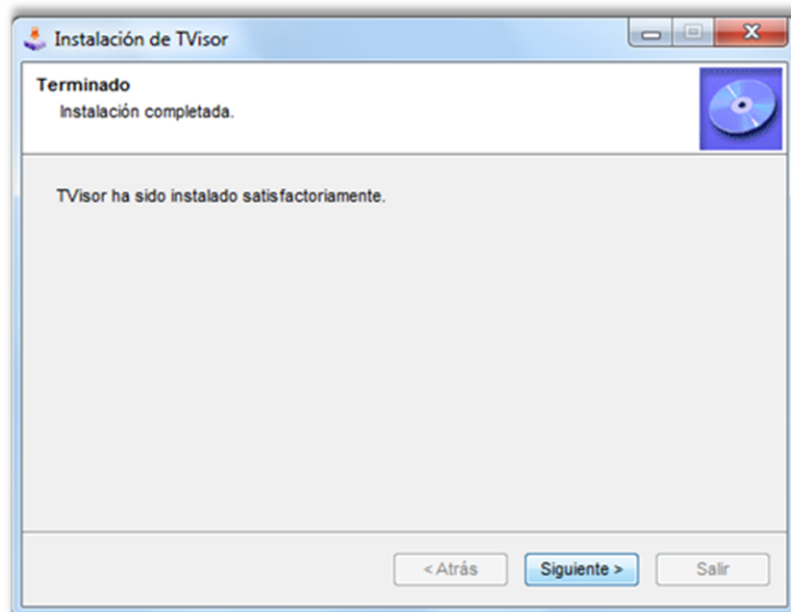 Instalación de TVisor
Terminado
Instalación completada.
TVisor ha sido instalado satisfactoriamente.
< Atrás
Siguiente >
Salir